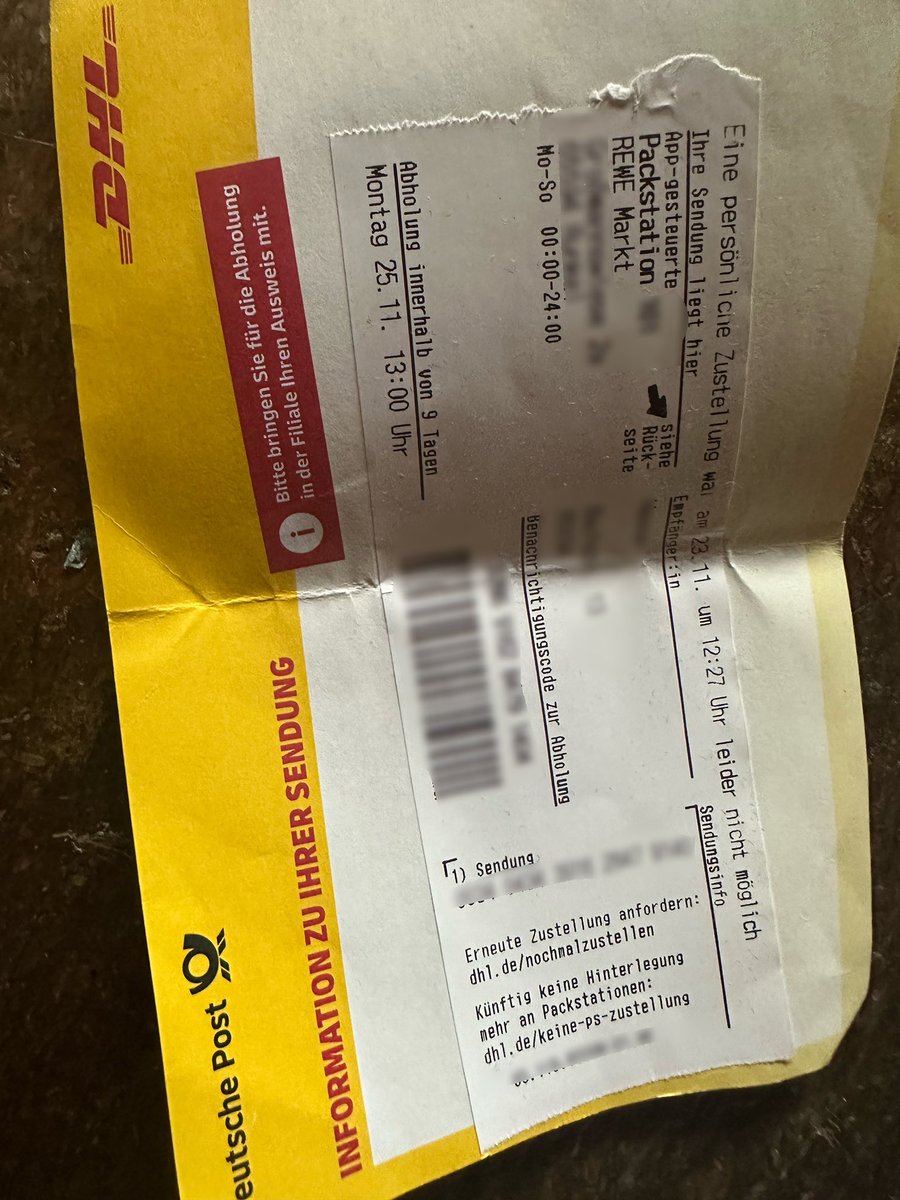 eutsche Post
DHL
INFORMATION ZU IHRER SENDUNG
i
Bitte bringen Sie für die Abholung
in der Filiale Ihren Ausweis mit.
Eine persönliche Zustellung war am 23.11. um 12:27 Uhr leider nicht möglich
Ihre Sendung liegt hier
App-gesteuerte
Packstation
REWE Markt
Siehe
Rück-
seite
Mo-So 00:00-24:00
Abholung innerhalb von 9 Tagen
Montag 25.11. 13:00 Uhr
Empfänger:in
Benachrichtigungscode zur Abholung
Sendungsinfo
1) Sendung
Erneute Zustellung anfordern:
dhl.de/nochmalzustellen
Künftig keine Hinterlegung
mehr an Packstationen:
dhl.de/keine-ps-zustellung